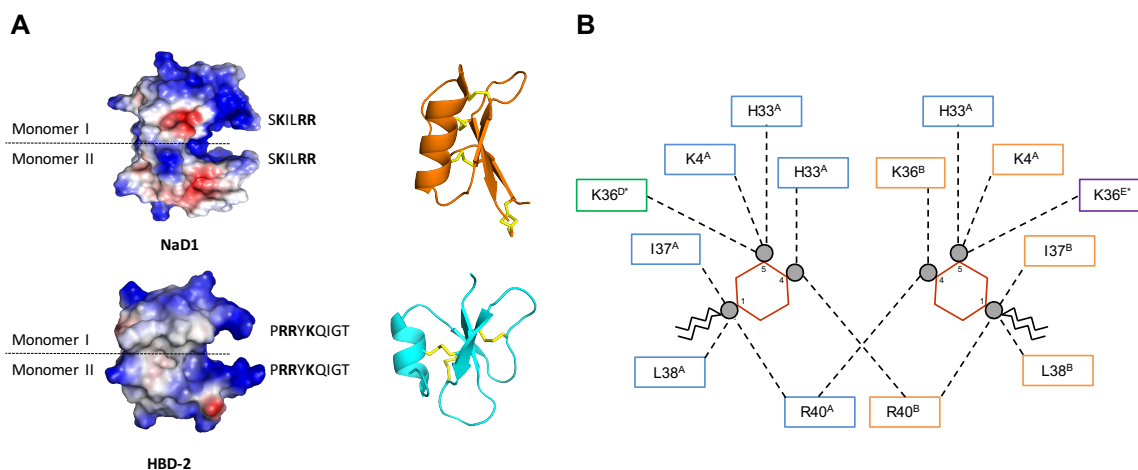 A
Monomer I
Monomer II
SKILRR
SKILRR
NaD1
Monomer I
Monomer II
PRRYKQIGT
PRRYKQIGT
HBD-2
B
H33A
H33A
K4A
H33A
K36B
K4A
K36D*
K36E*
I37A
I37B
5
4
1
5
4
1
L38A
L38B
R40A
R40B